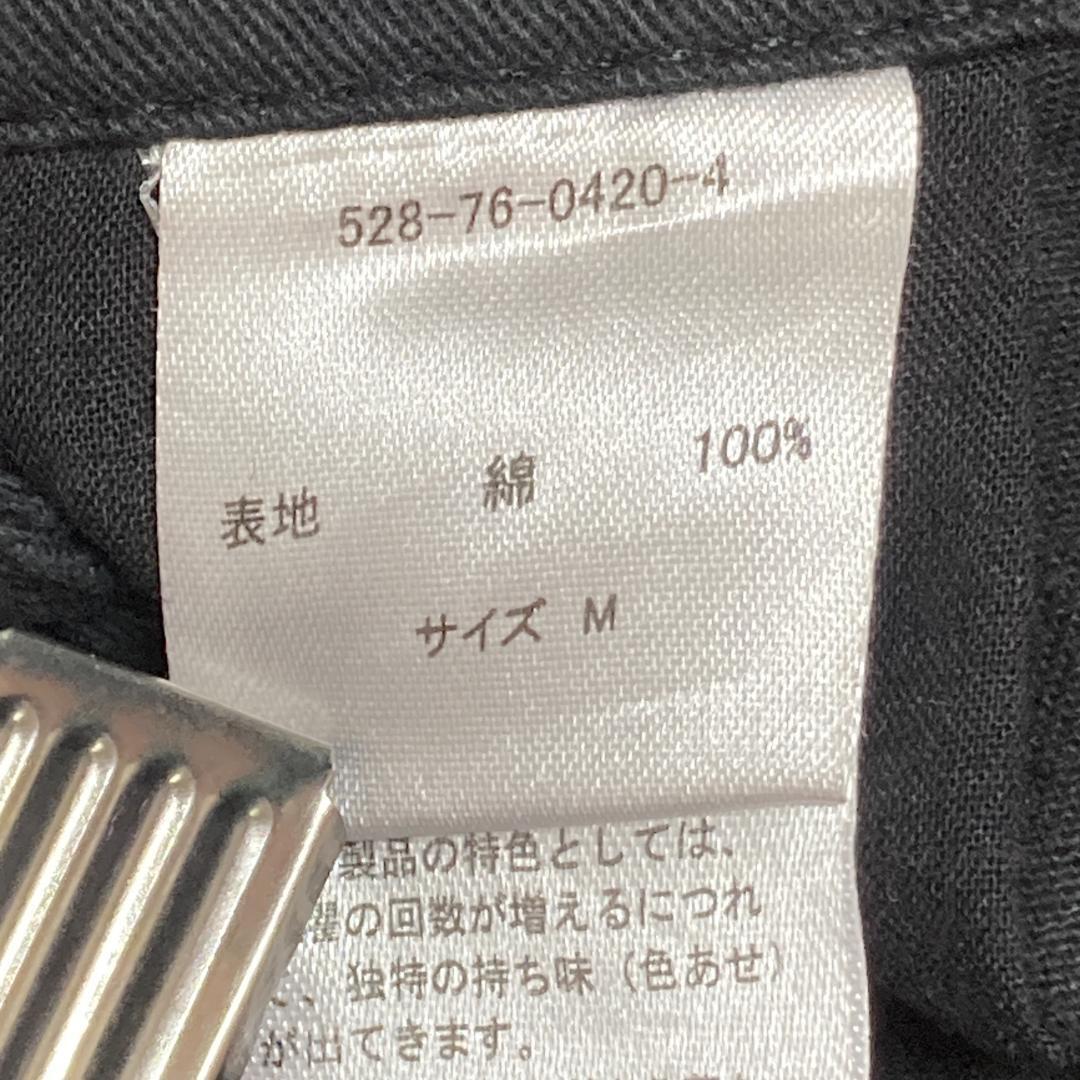 528-76-0420-4
表地 綿 100%
サイズ M
製品の特色としては、
の回数が増えるにつれ
、独特の持ち味（色あせ）
が出てきます。